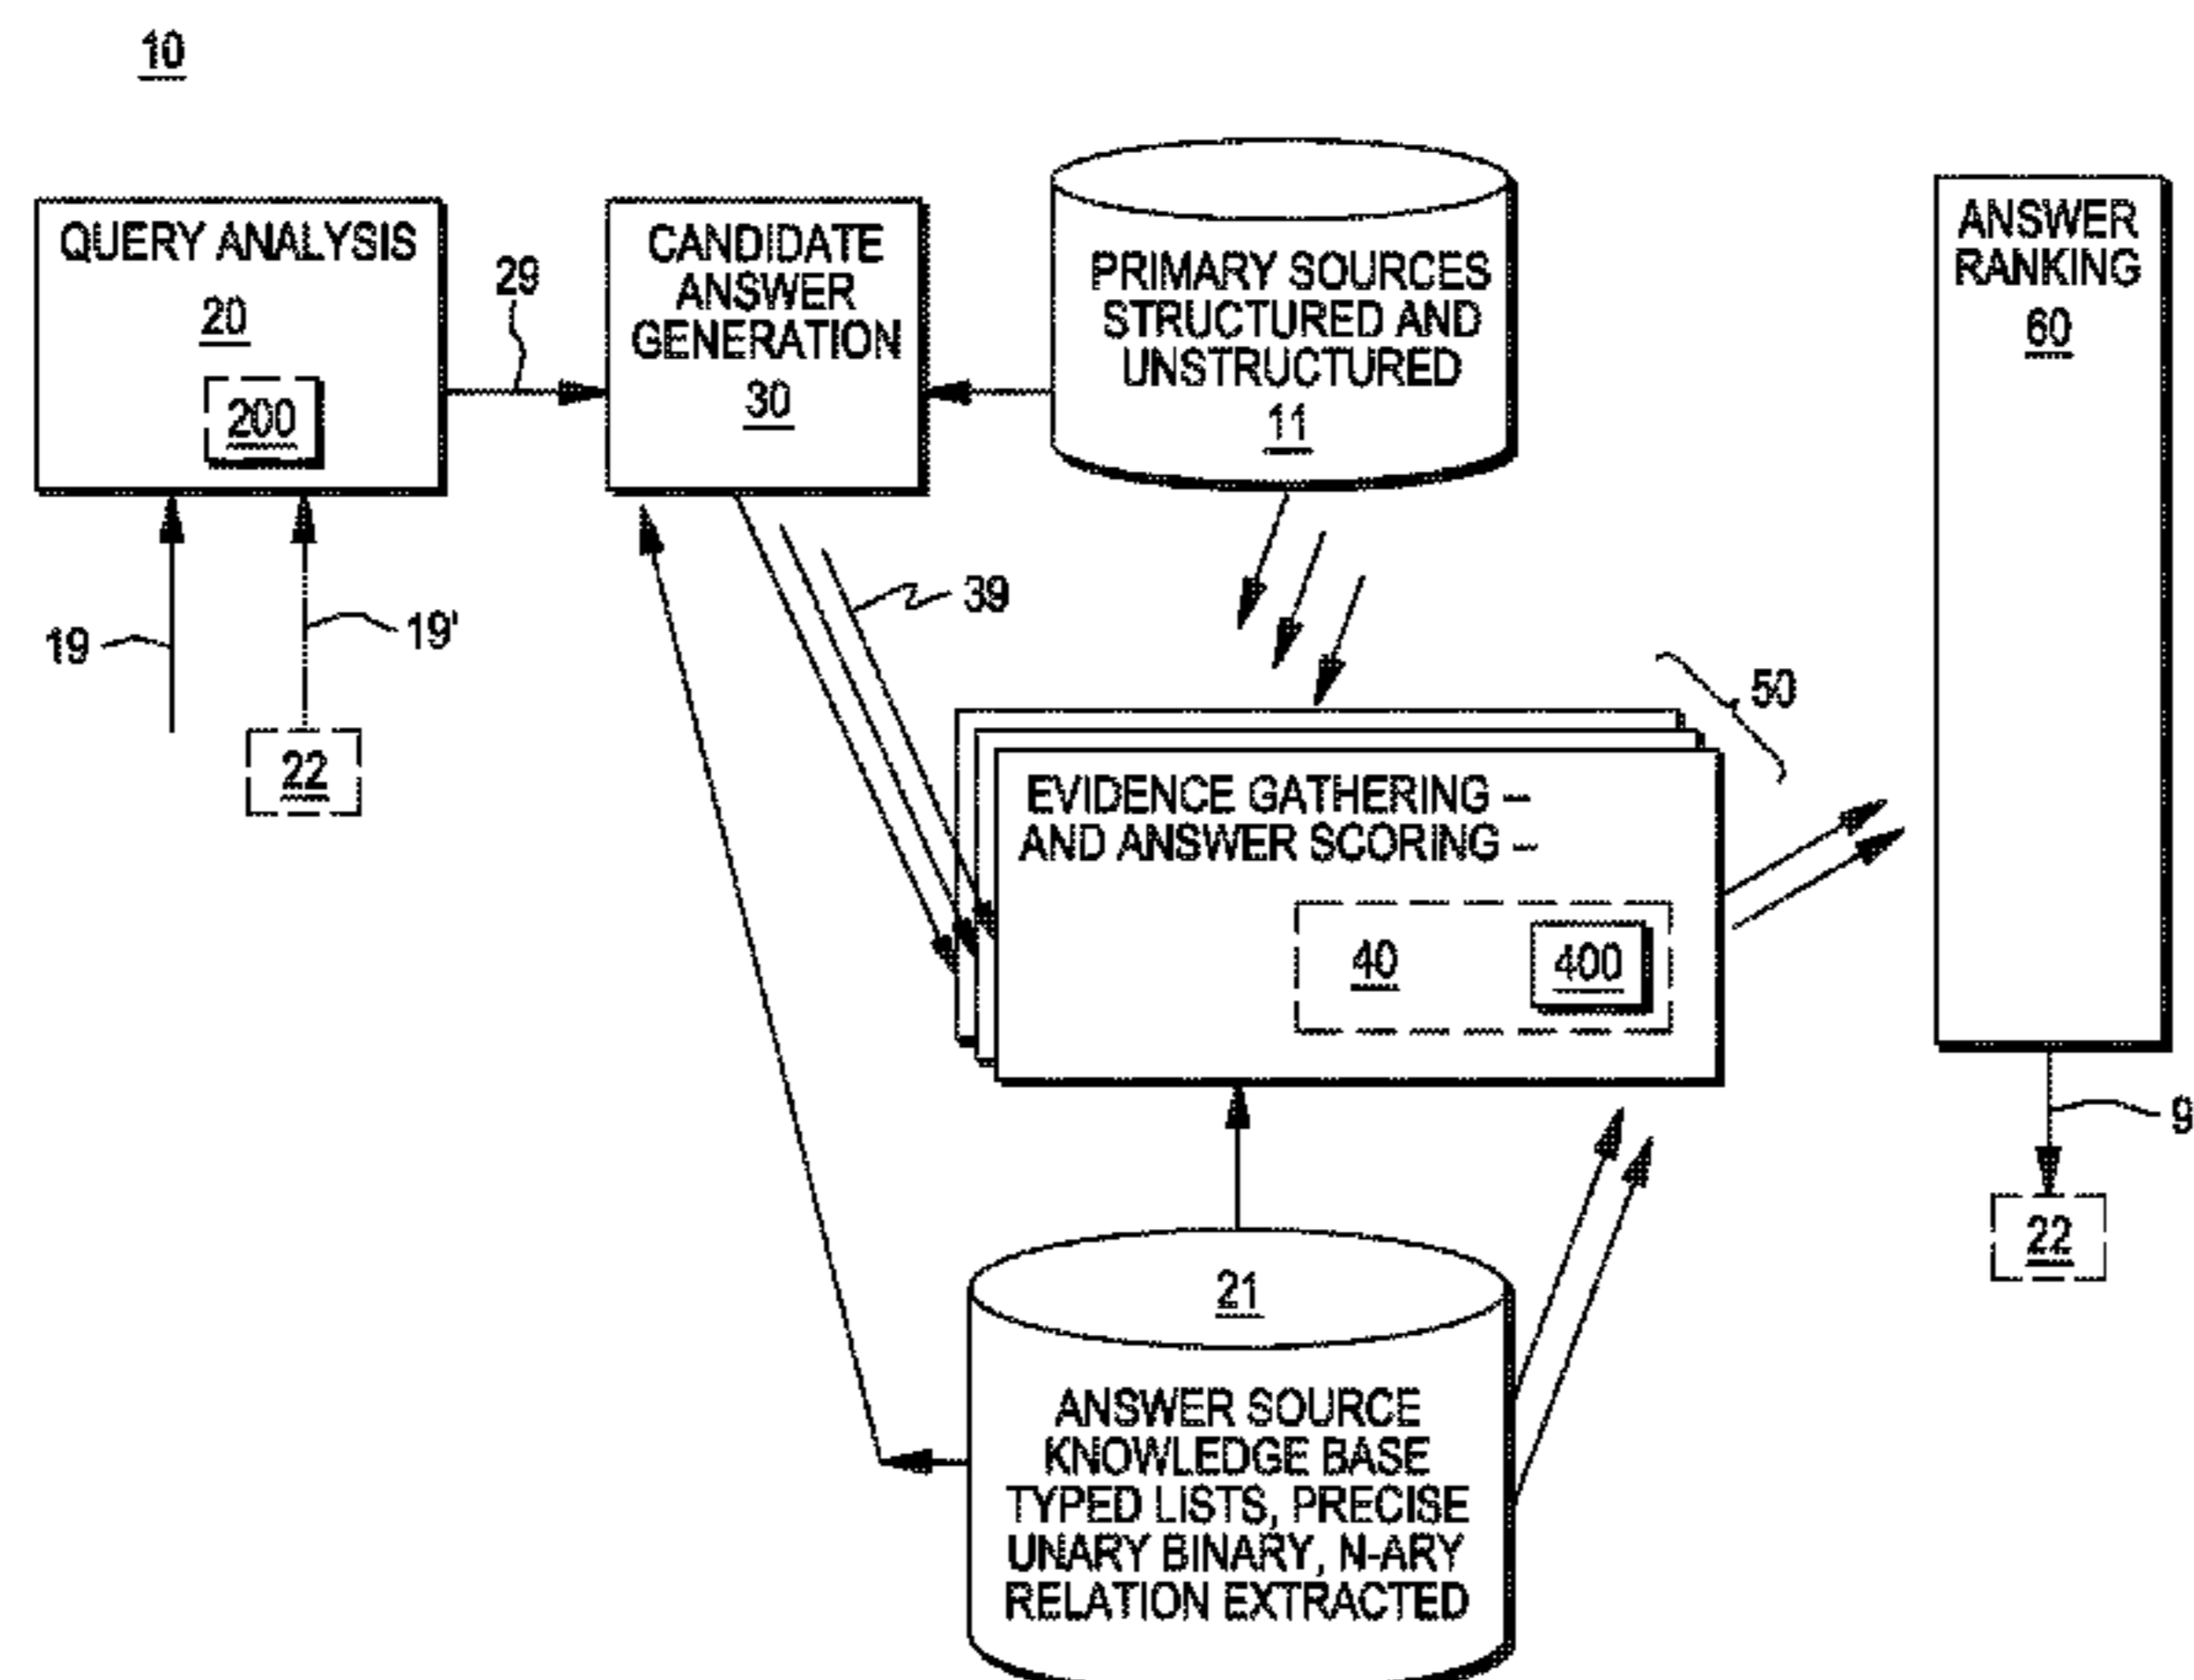 10
QUERY ANALYSIS
20
200
29
CANDIDATE
ANSWER
GENERATION
30
PRIMARY SOURCES
STRUCTURED AND
UNSTRUCTURED
11
ANSWER
RANKING
60
19
19'
22
39
50
EVIDENCE GATHERING –
AND ANSWER SCORING –
40
400
9
22
21
ANSWER SOURCE
KNOWLEDGE BASE
TYPED LISTS, PRECISE
UNARY BINARY, N-ARY
RELATION EXTRACTED